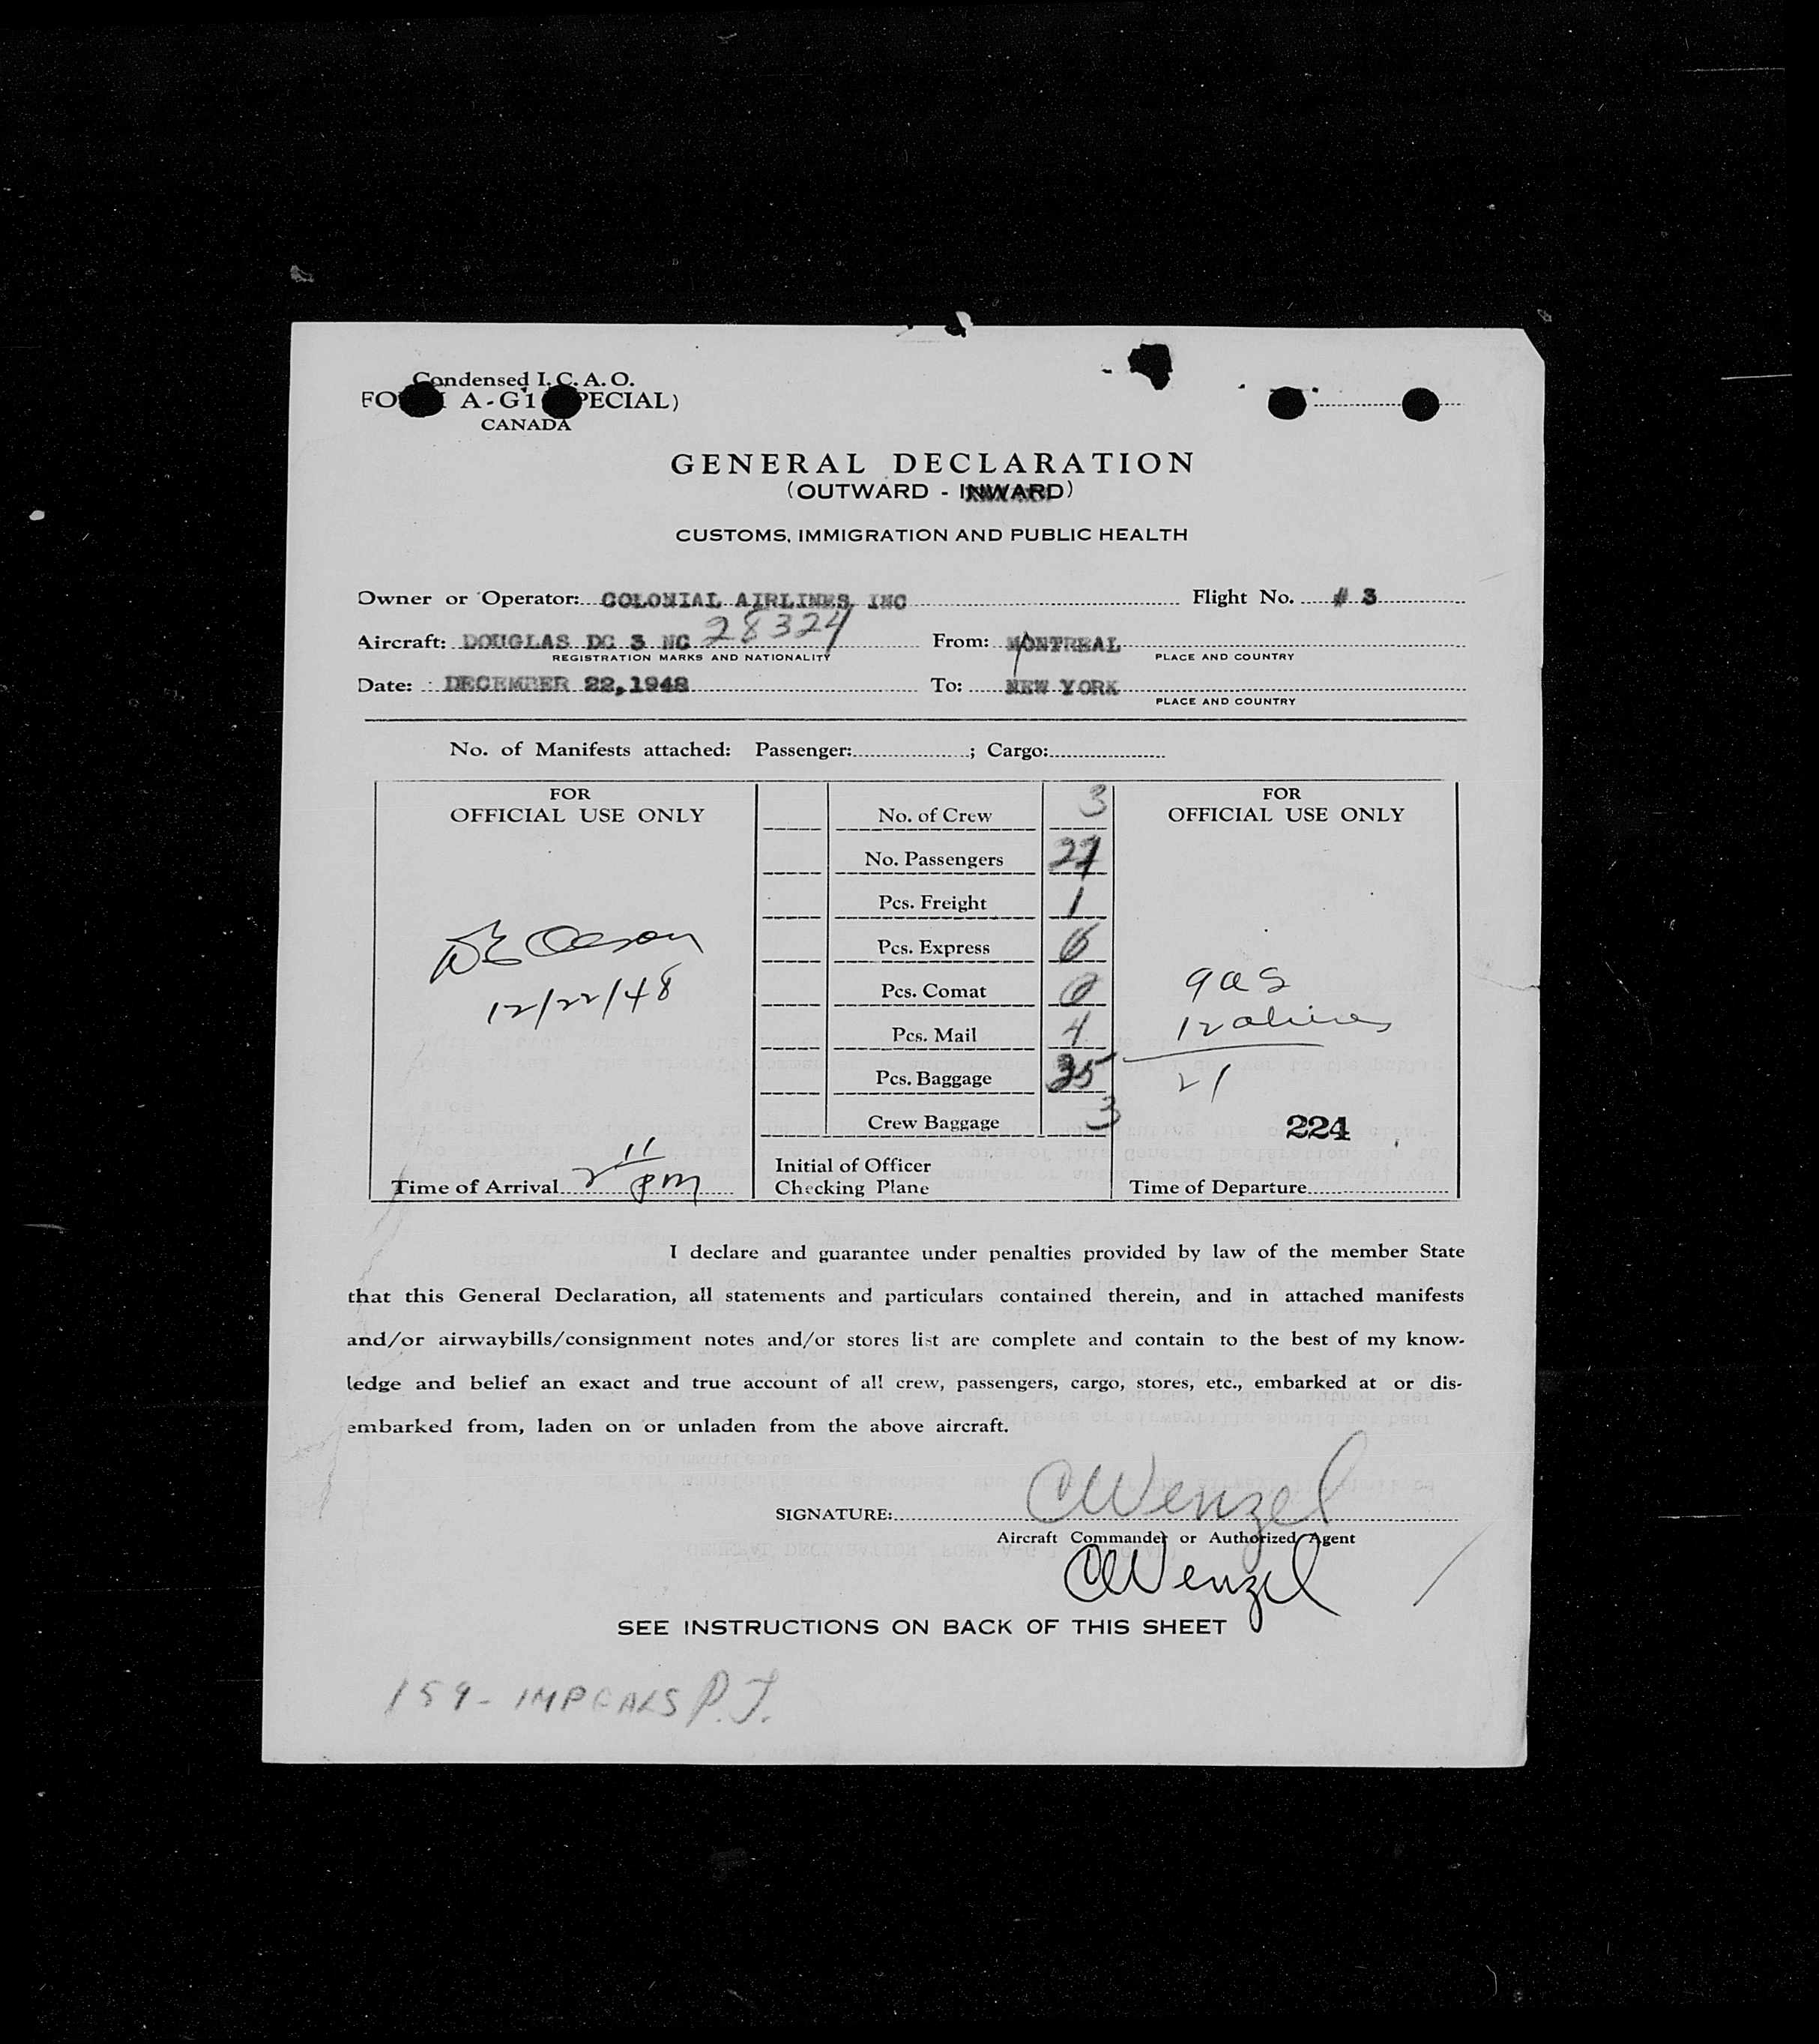 Condensed I. C. A. O.
A-G1
CANADA
GENERAL DECLARATION
(OUTWARD - INWARD)
CUSTOMS, IMMIGRATION AND PUBLIC HEALTH
Owner or Operator: COLONIAL AIRLINES, INC Flight No. # 3
Aircraft: DOUGLAS DC 3 NC 28324 From: MONTREAL
REGISTRATION MARKS AND NATIONALITY PLACE AND COUNTRY
Date: DECEMBER 22,1948 To: NEW YORK
PLACE AND COUNTRY
No. of Manifests attached: Passenger: ; Cargo:
FOR
OFFICIAL USE ONLY
12/22/48
Time of Arrival 2 11 pm
No. of Crew 3
No. Passengers
Pcs. Freight 1
Pcs. Express
Pcs. Comat 0
Pcs. Mail 4
Pcs. Baggage 35
Crew Baggage 3
Initial of Officer
Checking Plane
FOR
OFFICIAL USE ONLY
12 aliens
21
224
Time of Departure
I declare and guarantee under penalties provided by law of the member State
that this General Declaration, all statements and particulars contained therein, and in attached manifests
and/or airwaybills/consignment notes and/or stores list are complete and contain to the best of my know-
ledge and belief an exact and true account of all crew, passengers, cargo, stores, etc., embarked at or dis-
embarked from, laden on or unladen from the above aircraft.
SIGNATURE: CWenzel
Aircraft Commander or Authorized Agent
CWenzel
SEE INSTRUCTIONS ON BACK OF THIS SHEET
159- P.J.